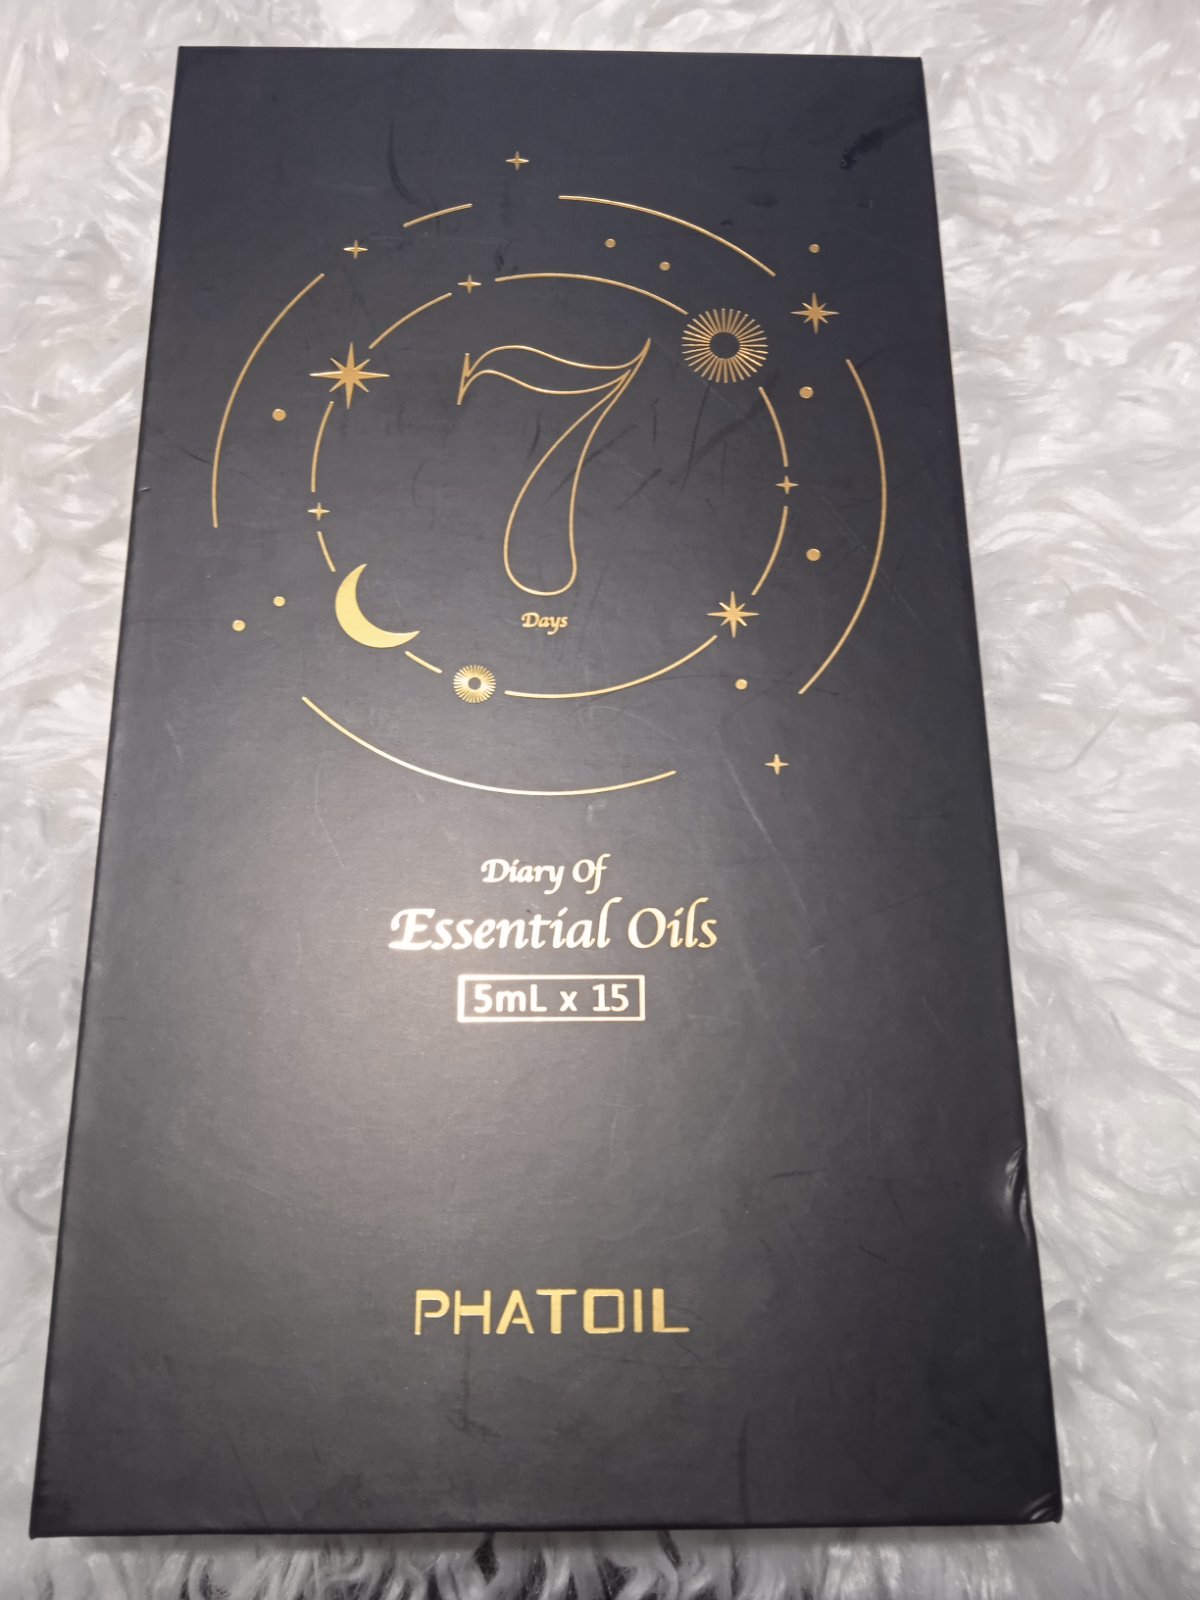 7
Days
Diary Of
Essential Oils
5mL x 15
PHATOIL